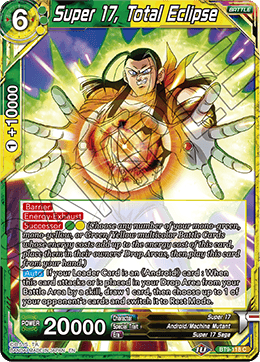 6
Super 17, Total Eclipse
BATTLE
1 +10000
Barrier
Energy-Exhaust
Successor (Choose any number of your mono-green,
mono-yellow, or Green/Yellow multicolor Battle Cards
whose energy costs add up to the energy cost of this card,
place them in their owners' Drop Areas, then play this
card from your hand.)
Auto If your Leader Card is an {Android} card: When
this card attacks or is placed in your Drop Area from your
Battle Area by a skill, draw 1 card, then choose up to 1 of
your opponent's cards and switch it to Rest Mode.
POWER
20000
Character
Super 17
Special Trait
Android/Machine Mutant
Era
Super 17 Saga
BT9-118 C